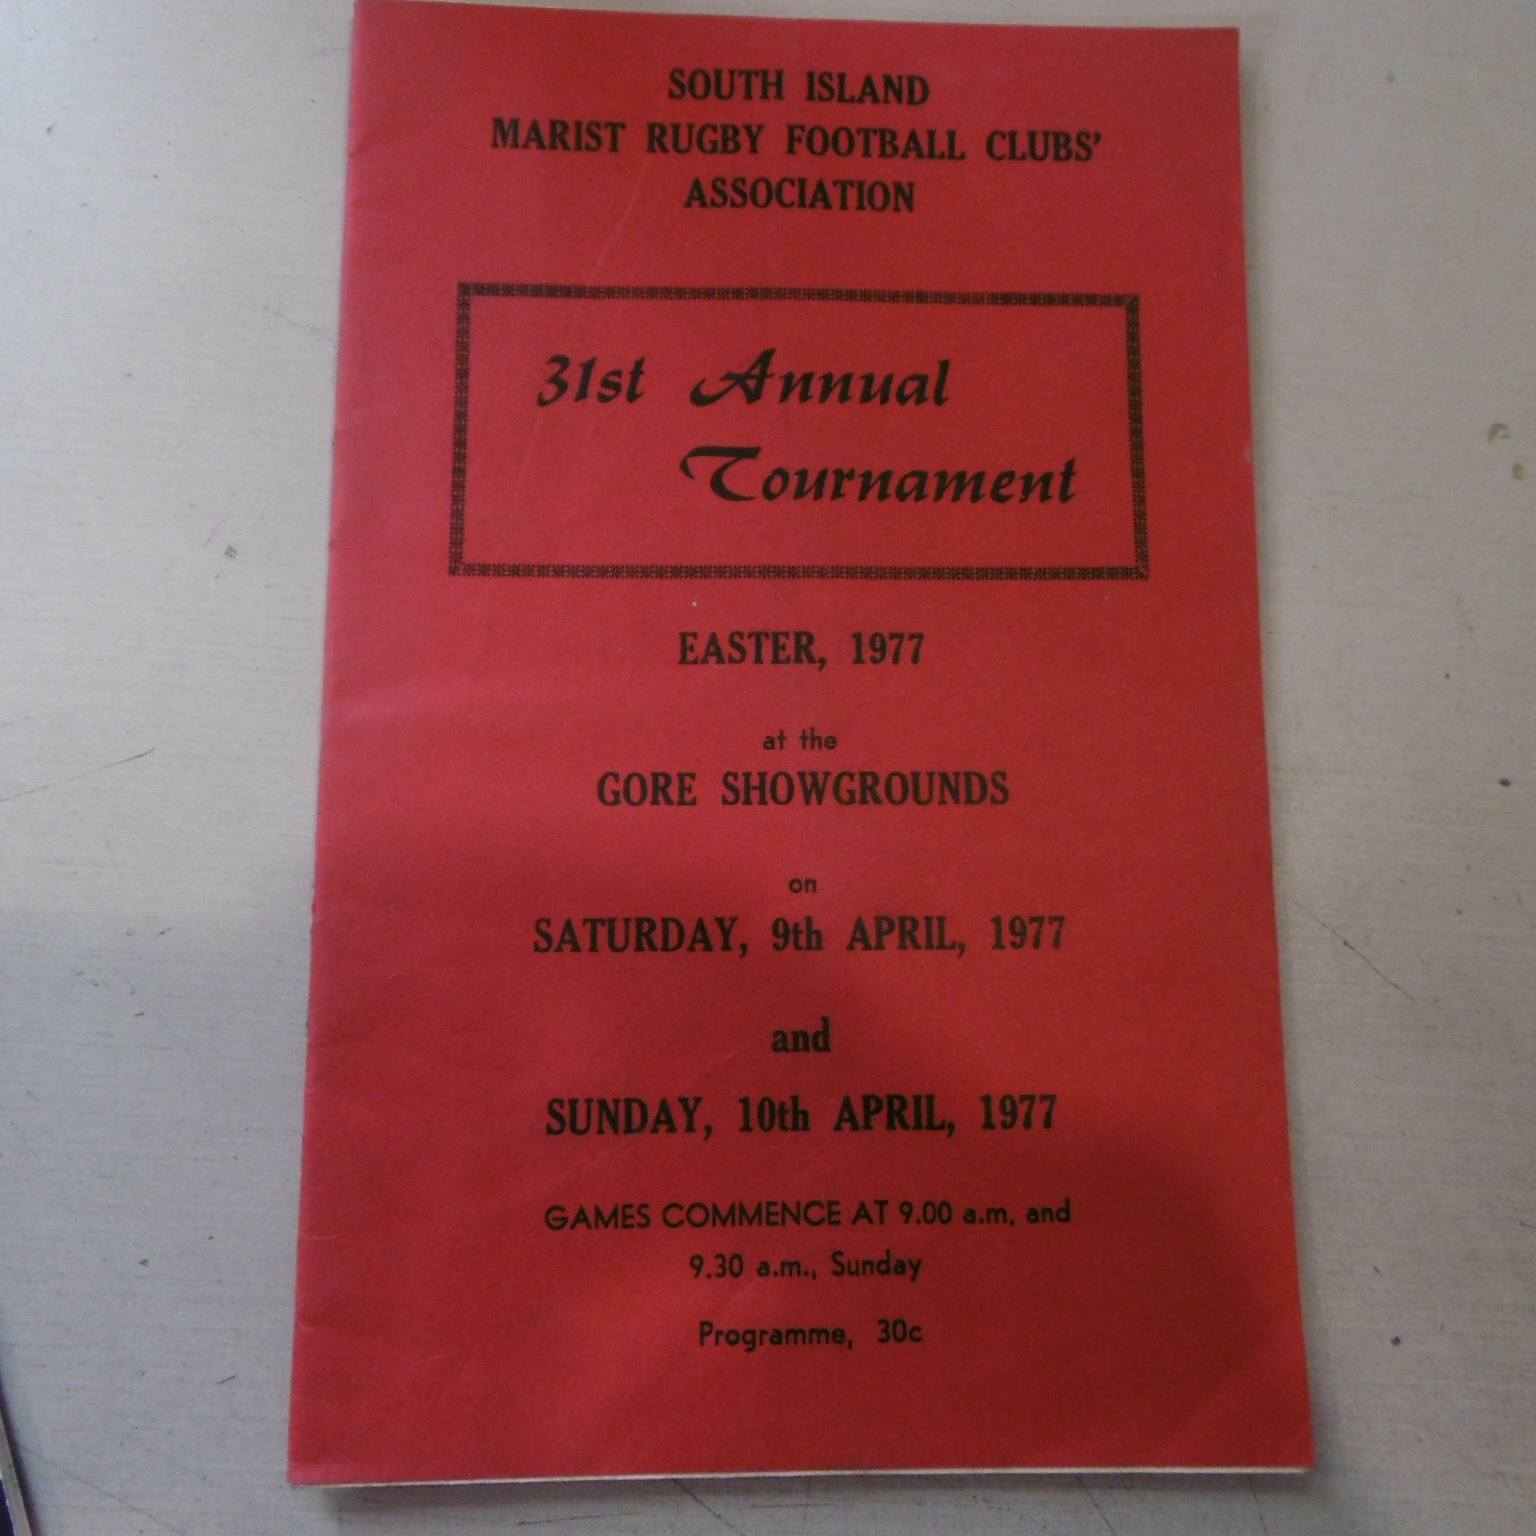 SOUTH ISLAND
MARIST RUGBY FOOTBALL CLUBS'
ASSOCIATION
31st Annual
Tournament
EASTER, 1977
at the
GORE SHOWGROUNDS
on
SATURDAY, 9th APRIL, 1977
and
SUNDAY, 10th APRIL, 1977
GAMES COMMENCE AT 9.00 a.m. and
9.30 a.m., Sunday
Programme, 30c